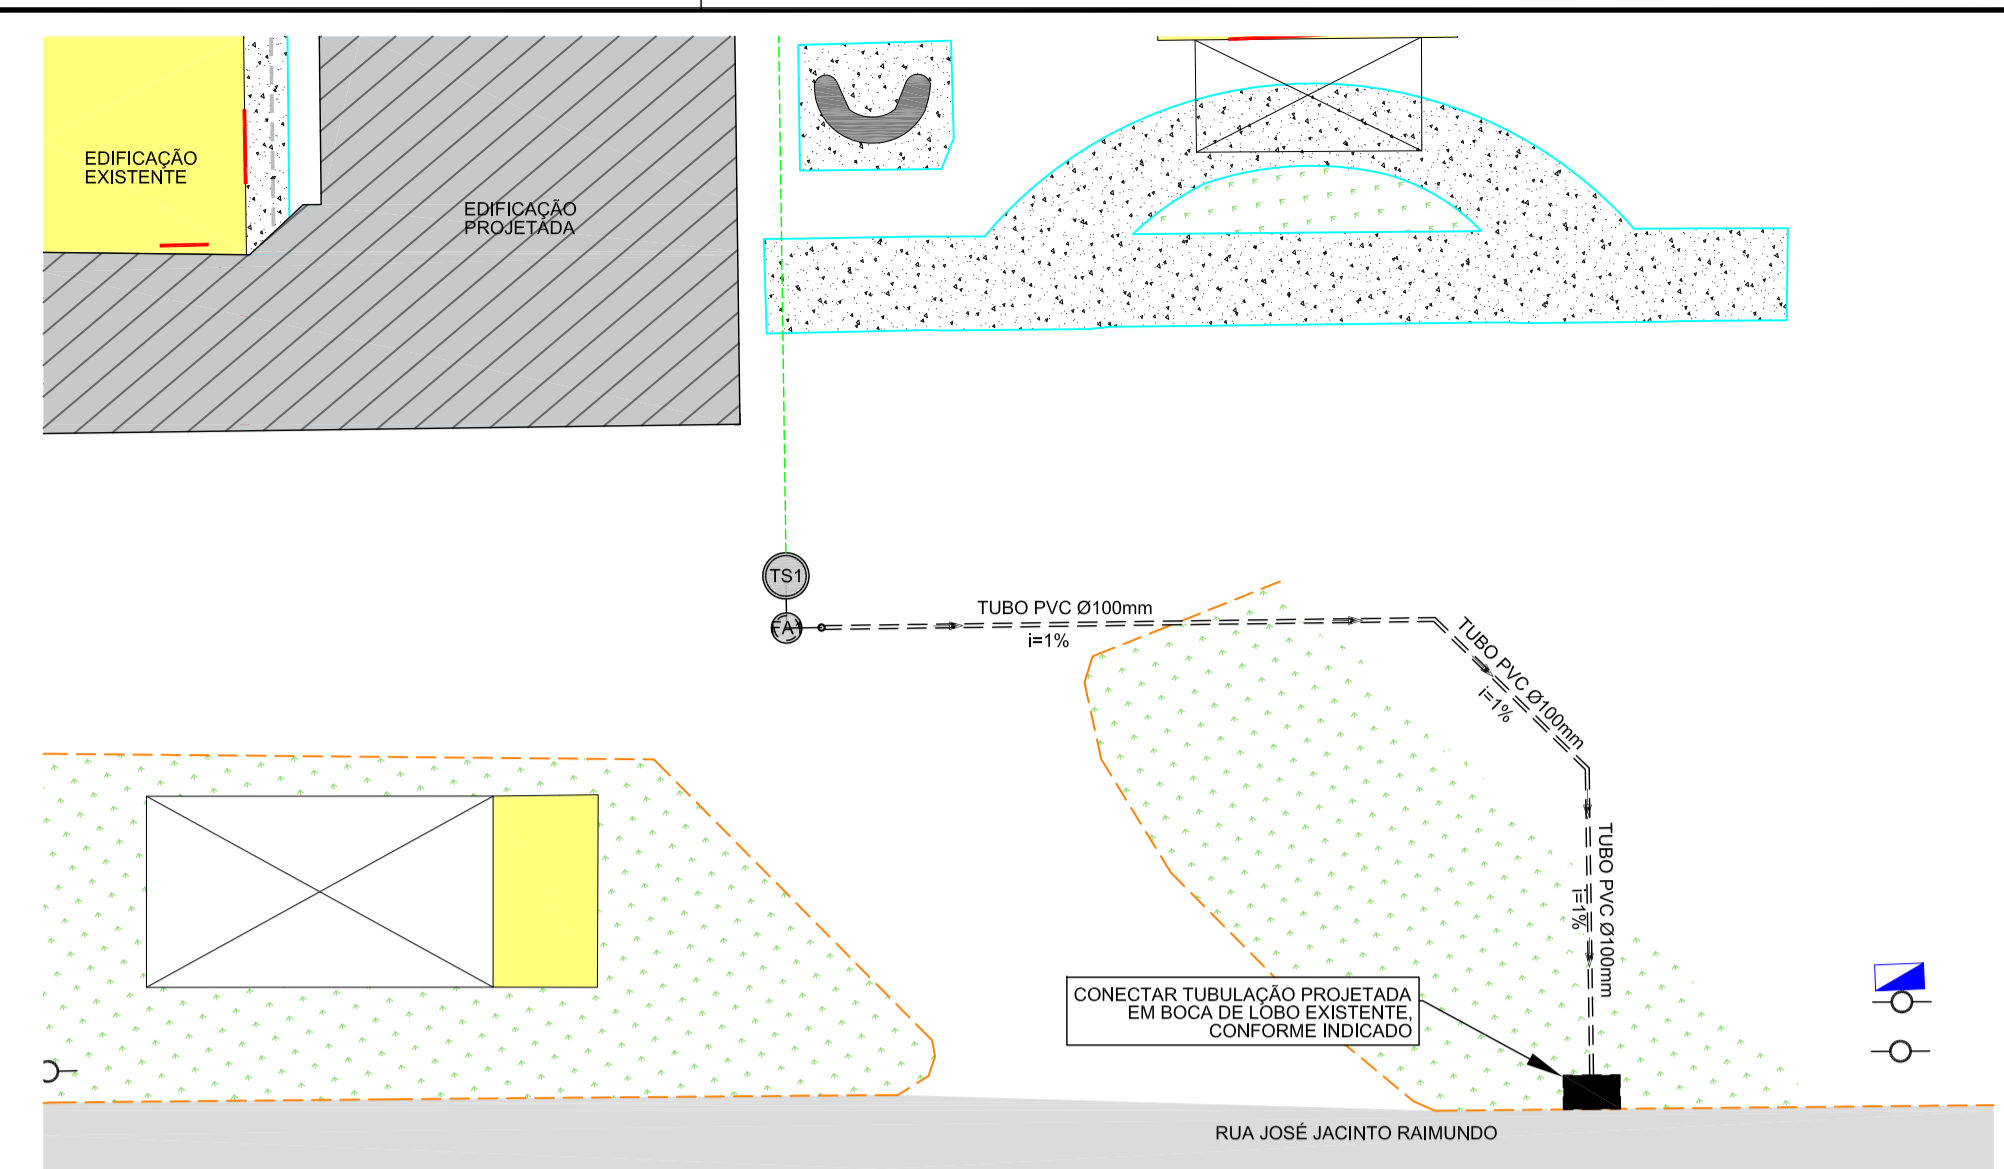 EDIFICAÇÃO
EXISTENTE
EDIFICAÇÃO
PROJETADA
TS1
FA1
TUBO PVC Ø100mm
i=1%
TUBO PVC Ø100mm
i=1%
TUBO PVC Ø100mm
i=1%
CONECTAR TUBULAÇÃO PROJETADA
EM BOCA DE LOBO EXISTENTE,
CONFORME INDICADO
RUA JOSÉ JACINTO RAIMUNDO